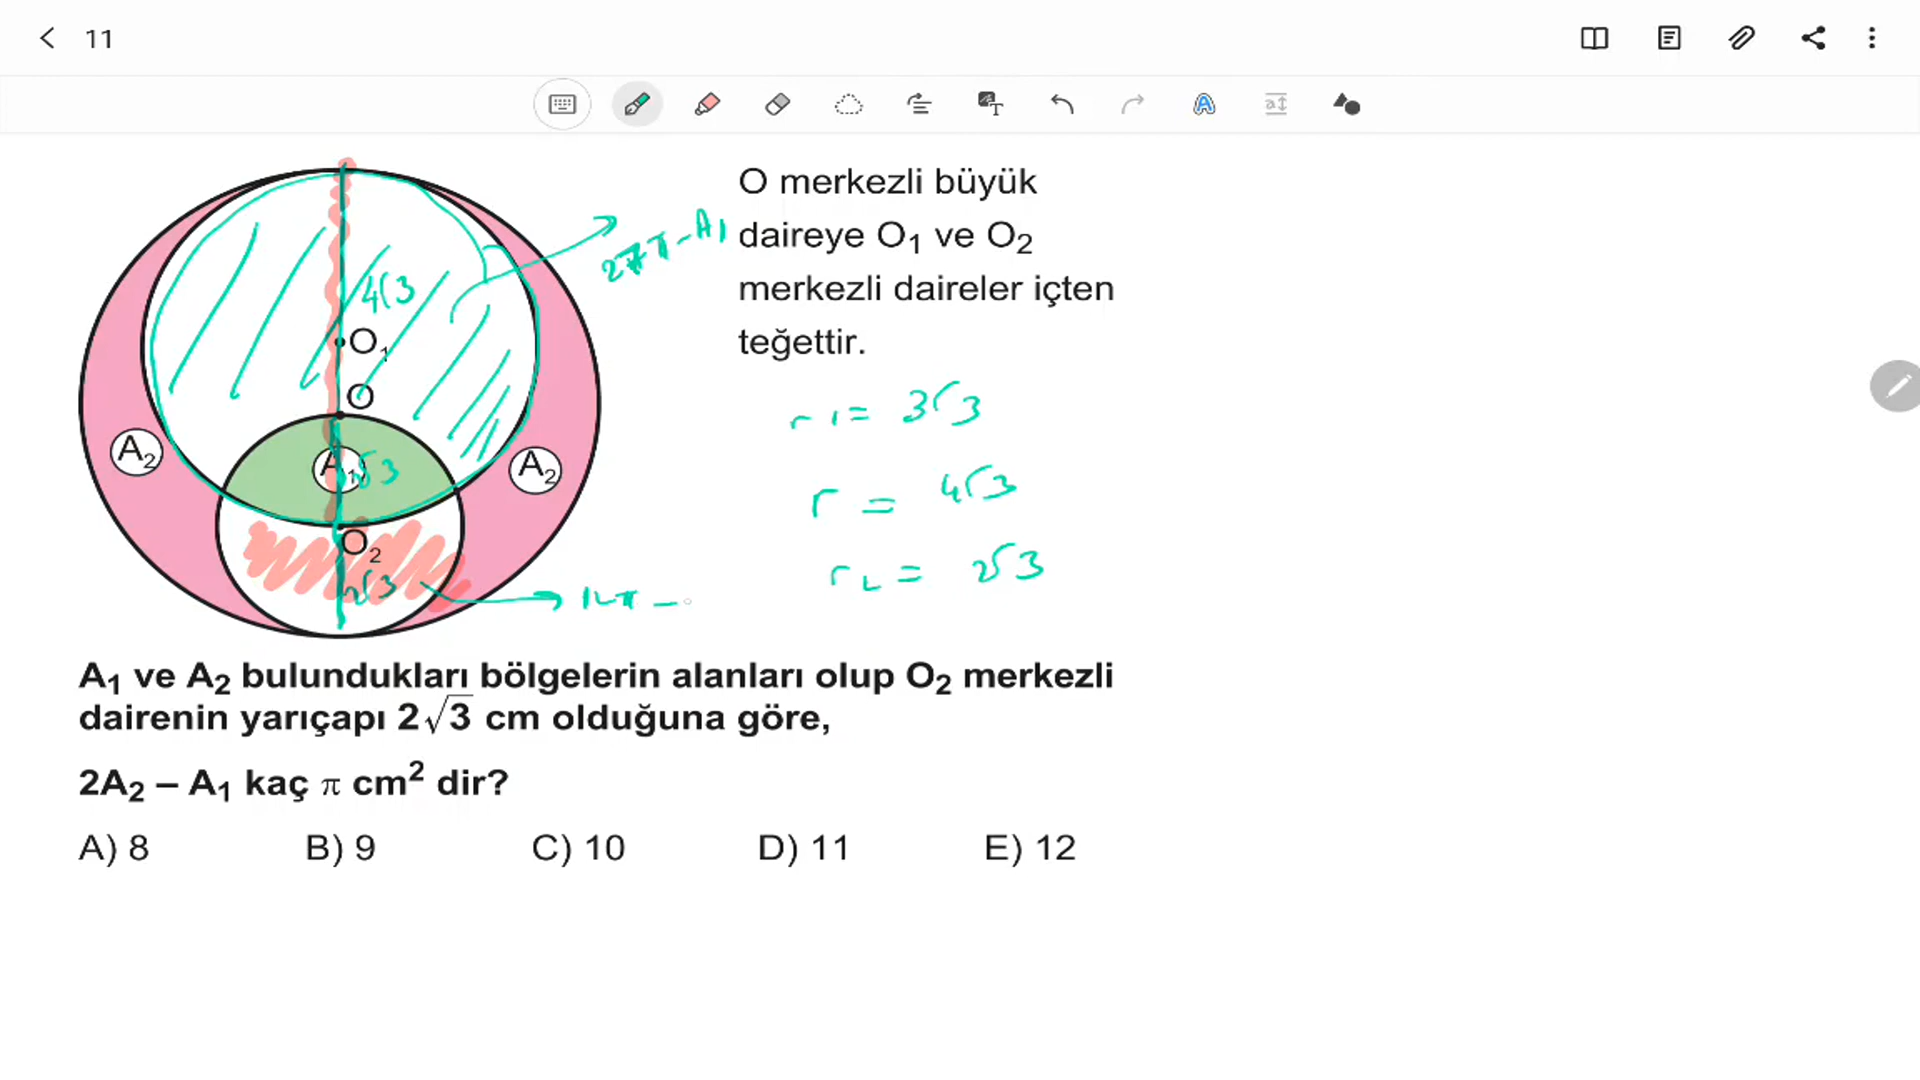 11
O merkezli büyük
daireye O1 ve O2
merkezli daireler içten
teğettir.
27π-A1
4√3
O1
O
A2
A1
√3
A2
O2
2√3
12π -
r1 = 3√3
r = 4√3
r2 = 2√3
A1 ve A2 bulundukları bölgelerin alanları olup O2 merkezli
dairenin yarıçapı 2√3 cm olduğuna göre,
2A2 – A1 kaç π cm2 dir?
A) 8 B) 9 C) 10 D) 11 E) 12